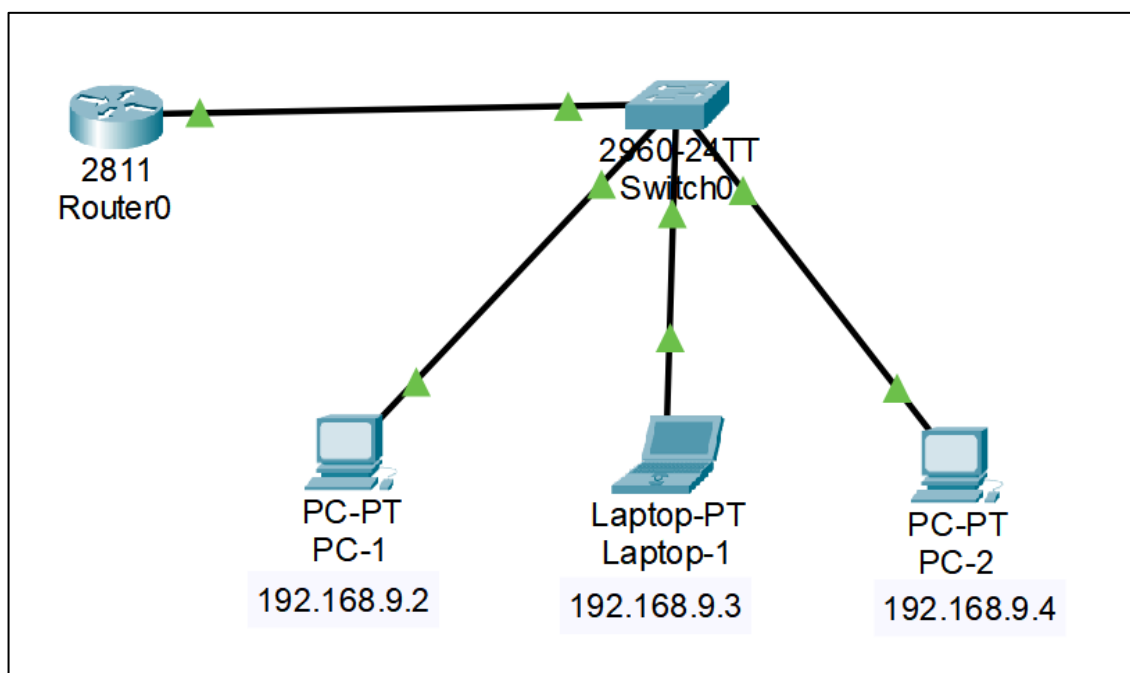 2811
Router0
2960-24TT
Switch0
PC-PT
PC-1
192.168.9.2
Laptop-PT
Laptop-1
192.168.9.3
PC-PT
PC-2
192.168.9.4